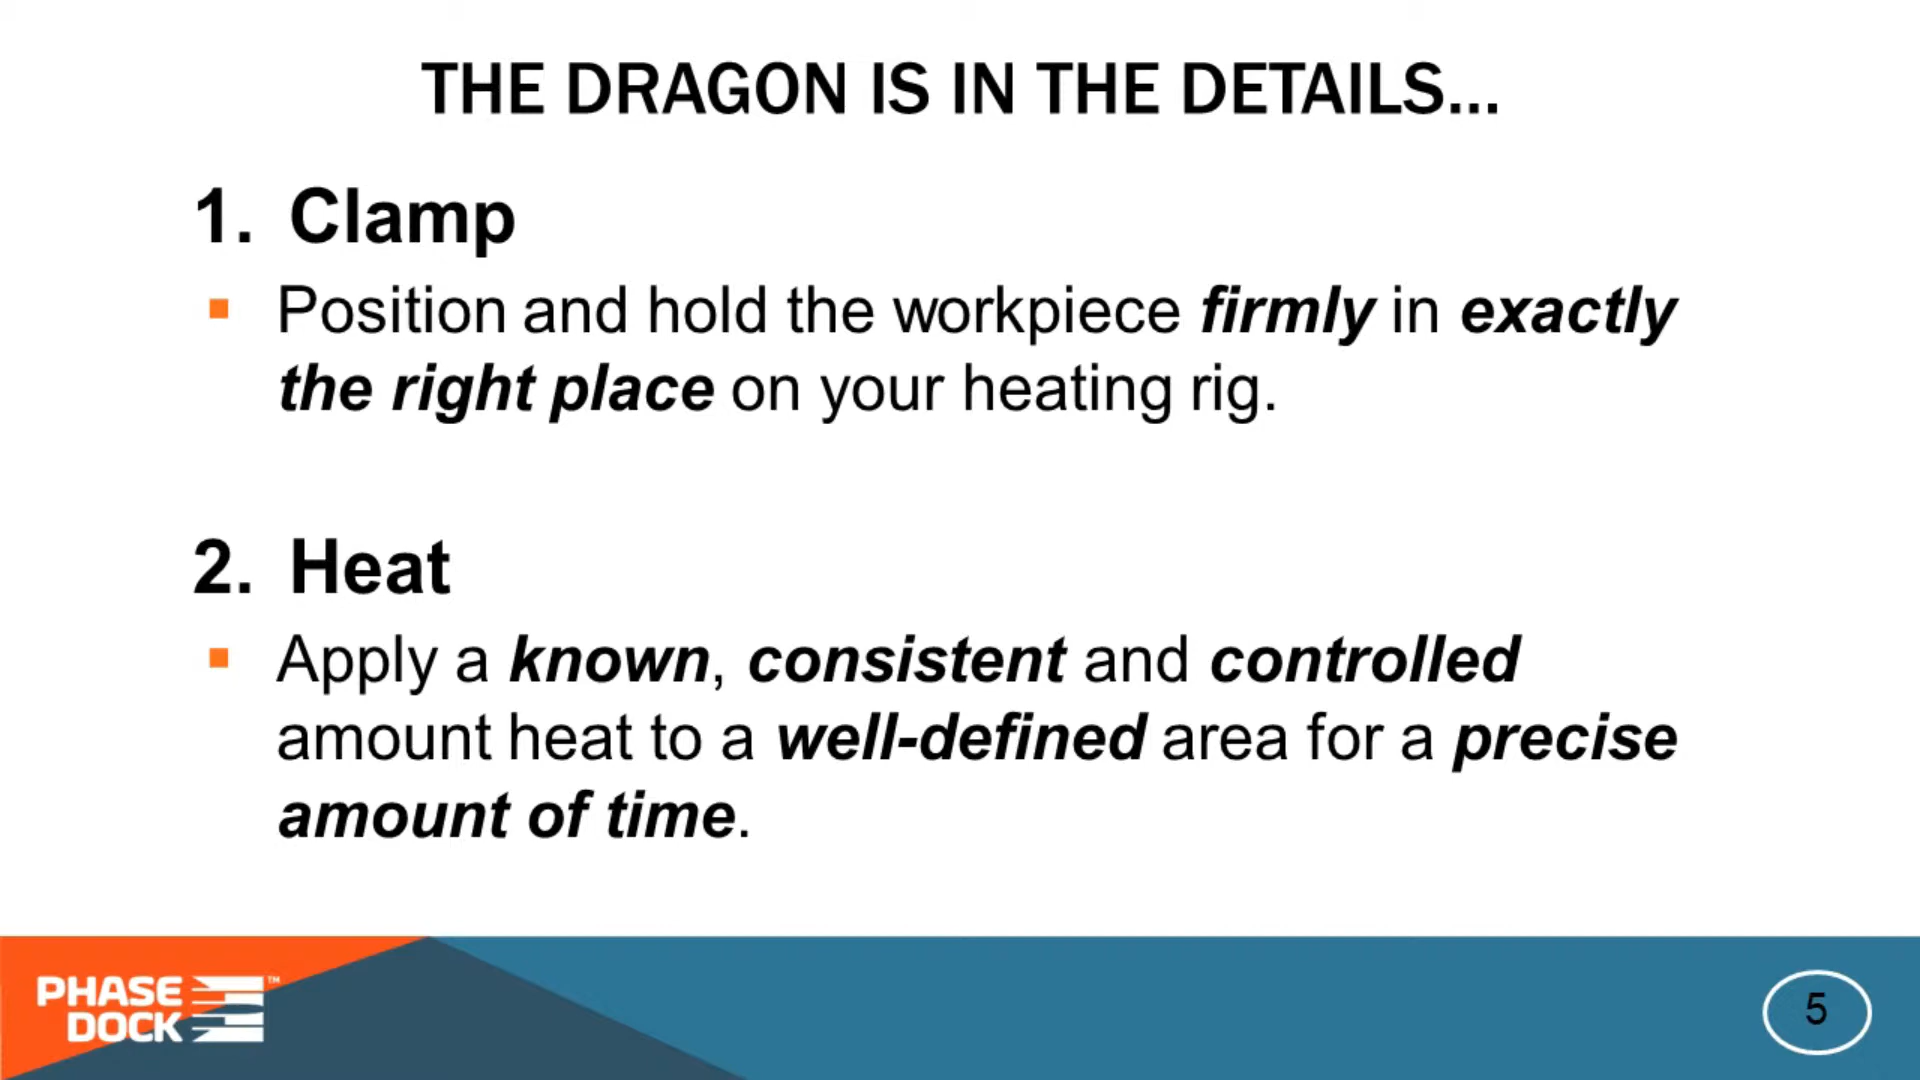 THE DRAGON IS IN THE DETAILS...
1. Clamp
▪ Position and hold the workpiece firmly in exactly
the right place on your heating rig.
2. Heat
▪ Apply a known, consistent and controlled
amount heat to a well-defined area for a precise
amount of time.
PHASE
DOCK
™
5